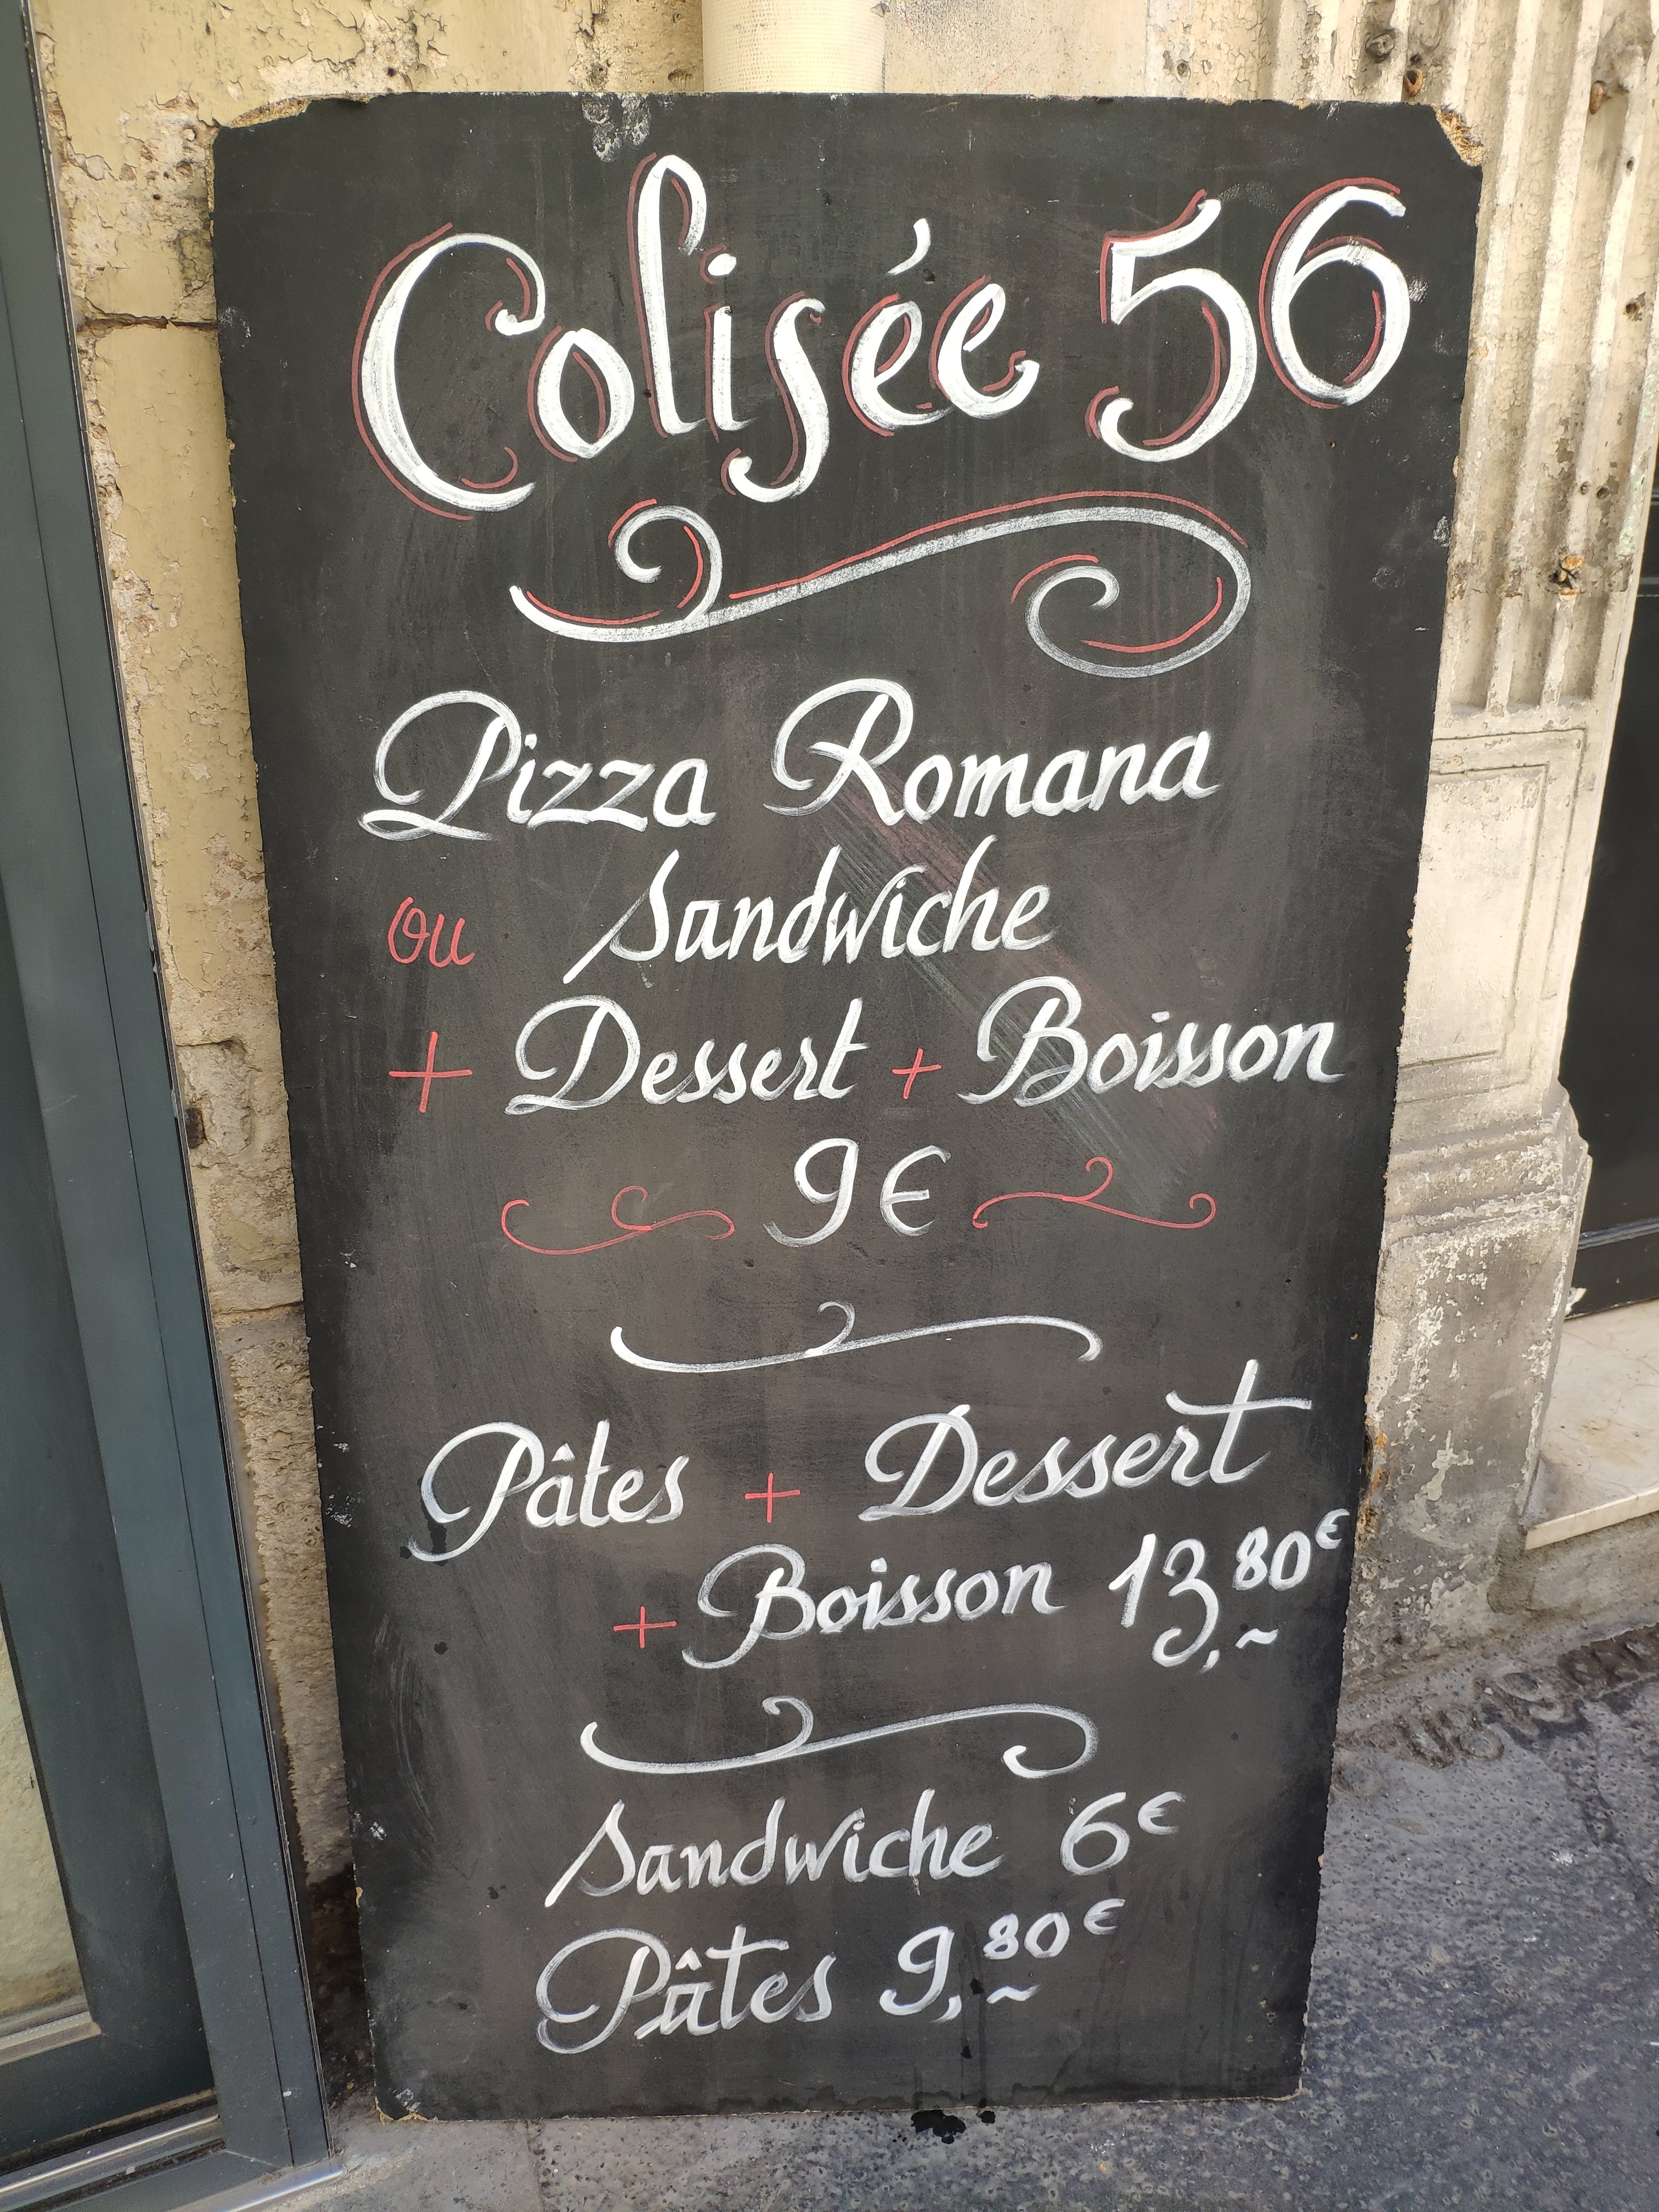 Colisée 56
Pizza Romana
ou Sandwiche
+ Dessert + Boisson
9€
Pâtes + Dessert
+ Boisson 13,80€
Sandwiche 6€
Pâtes 9,80€